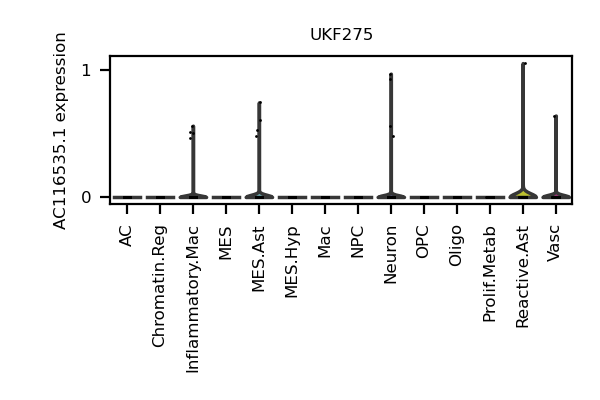 UKF275
AC116535.1 expression
1
0
AC
Chromatin.Reg
Inflammatory.Mac
MES
MES.Ast
MES.Hyp
Mac
NPC
Neuron
OPC
Oligo
Prolif.Metab
Reactive.Ast
Vasc